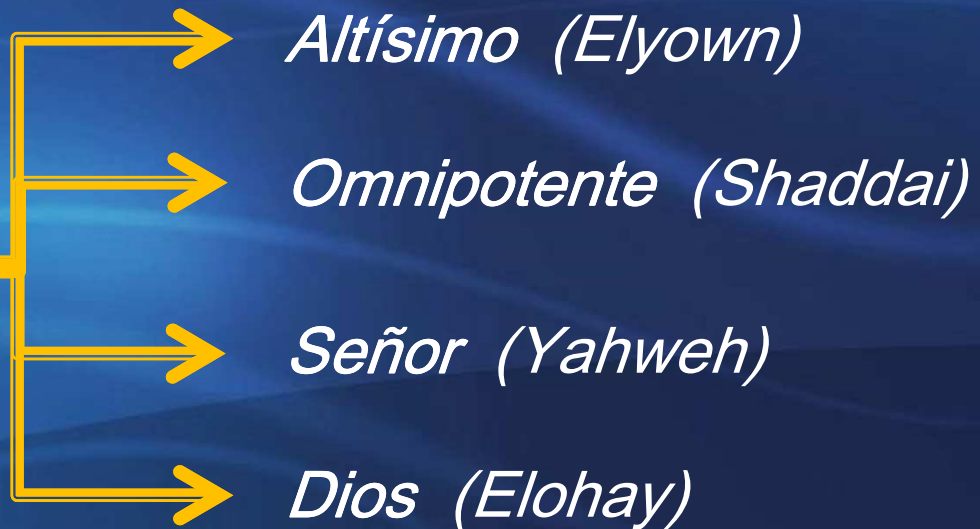 Altísimo (Elyown)
Omnipotente (Shaddai)
Señor (Yahweh)
Dios (Elohay)